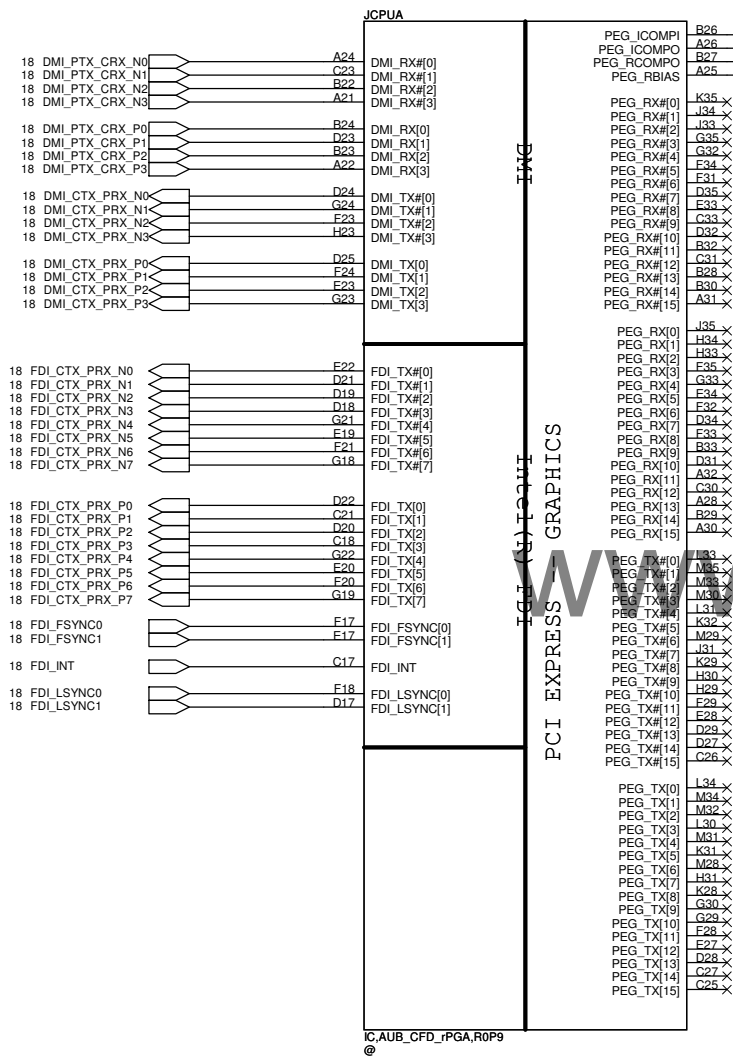 JCPUA
18 DMI_PTX_CRX_N0 A24 DMI_RX#[0]
18 DMI_PTX_CRX_N1 C23 DMI_RX#[1]
18 DMI_PTX_CRX_N2 B22 DMI_RX#[2]
18 DMI_PTX_CRX_N3 A21 DMI_RX#[3]
18 DMI_PTX_CRX_P0 B24 DMI_RX[0]
18 DMI_PTX_CRX_P1 D23 DMI_RX[1]
18 DMI_PTX_CRX_P2 B23 DMI_RX[2]
18 DMI_PTX_CRX_P3 A22 DMI_RX[3]
18 DMI_CTX_PRX_N0 D24 DMI_TX#[0]
18 DMI_CTX_PRX_N1 G24 DMI_TX#[1]
18 DMI_CTX_PRX_N2 F23 DMI_TX#[2]
18 DMI_CTX_PRX_N3 H23 DMI_TX#[3]
18 DMI_CTX_PRX_P0 D25 DMI_TX[0]
18 DMI_CTX_PRX_P1 F24 DMI_TX[1]
18 DMI_CTX_PRX_P2 E23 DMI_TX[2]
18 DMI_CTX_PRX_P3 G23 DMI_TX[3]
18 FDI_CTX_PRX_N0 E22 FDI_TX#[0]
18 FDI_CTX_PRX_N1 D21 FDI_TX#[1]
18 FDI_CTX_PRX_N2 D19 FDI_TX#[2]
18 FDI_CTX_PRX_N3 D18 FDI_TX#[3]
18 FDI_CTX_PRX_N4 G21 FDI_TX#[4]
18 FDI_CTX_PRX_N5 E19 FDI_TX#[5]
18 FDI_CTX_PRX_N6 F21 FDI_TX#[6]
18 FDI_CTX_PRX_N7 G18 FDI_TX#[7]
18 FDI_CTX_PRX_P0 D22 FDI_TX[0]
18 FDI_CTX_PRX_P1 C21 FDI_TX[1]
18 FDI_CTX_PRX_P2 D20 FDI_TX[2]
18 FDI_CTX_PRX_P3 C18 FDI_TX[3]
18 FDI_CTX_PRX_P4 G22 FDI_TX[4]
18 FDI_CTX_PRX_P5 E20 FDI_TX[5]
18 FDI_CTX_PRX_P6 F20 FDI_TX[6]
18 FDI_CTX_PRX_P7 G19 FDI_TX[7]
18 FDI_FSYNC0 F17 FDI_FSYNC[0]
18 FDI_FSYNC1 E17 FDI_FSYNC[1]
18 FDI_INT C17 FDI_INT
18 FDI_LSYNC0 F18 FDI_LSYNC[0]
18 FDI_LSYNC1 D17 FDI_LSYNC[1]
DMI
Intel(R) FDI
PCI EXPRESS -- GRAPHICS
PEG_ICOMPI B26
PEG_ICOMPO A26
PEG_RCOMPO B27
PEG_RBIAS A25
PEG_RX#[0] K35
PEG_RX#[1] J34
PEG_RX#[2] J33
PEG_RX#[3] G35
PEG_RX#[4] G32
PEG_RX#[5] F34
PEG_RX#[6] F31
PEG_RX#[7] D35
PEG_RX#[8] E33
PEG_RX#[9] C33
PEG_RX#[10] D32
PEG_RX#[11] B32
PEG_RX#[12] C31
PEG_RX#[13] B28
PEG_RX#[14] B30
PEG_RX#[15] A31
PEG_RX[0] J35
PEG_RX[1] H34
PEG_RX[2] H33
PEG_RX[3] F35
PEG_RX[4] G33
PEG_RX[5] E34
PEG_RX[6] F32
PEG_RX[7] D34
PEG_RX[8] F33
PEG_RX[9] B33
PEG_RX[10] D31
PEG_RX[11] A32
PEG_RX[12] C30
PEG_RX[13] A28
PEG_RX[14] B29
PEG_RX[15] A30
PEG_TX#[0] L33
PEG_TX#[1] M35
PEG_TX#[2] M33
PEG_TX#[3] M30
PEG_TX#[4] L31
PEG_TX#[5] K32
PEG_TX#[6] M29
PEG_TX#[7] J31
PEG_TX#[8] K29
PEG_TX#[9] H30
PEG_TX#[10] H29
PEG_TX#[11] F29
PEG_TX#[12] E28
PEG_TX#[13] D29
PEG_TX#[14] D27
PEG_TX#[15] C26
PEG_TX[0] L34
PEG_TX[1] M34
PEG_TX[2] M32
PEG_TX[3] L30
PEG_TX[4] M31
PEG_TX[5] K31
PEG_TX[6] M28
PEG_TX[7] H31
PEG_TX[8] K28
PEG_TX[9] G30
PEG_TX[10] G29
PEG_TX[11] F28
PEG_TX[12] E27
PEG_TX[13] D28
PEG_TX[14] C27
PEG_TX[15] C25
www
IC,AUB_CFD_rPGA,R0P9
@